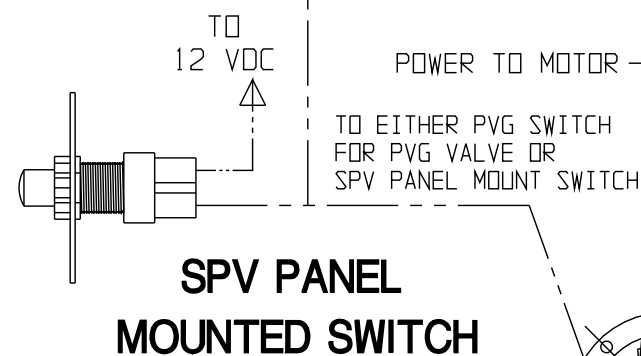 TO
12 VDC
POWER TO MOTOR
TO EITHER PVG SWITCH
FOR PVG VALVE OR
SPV PANEL MOUNT SWITCH
SPV PANEL
MOUNTED SWITCH